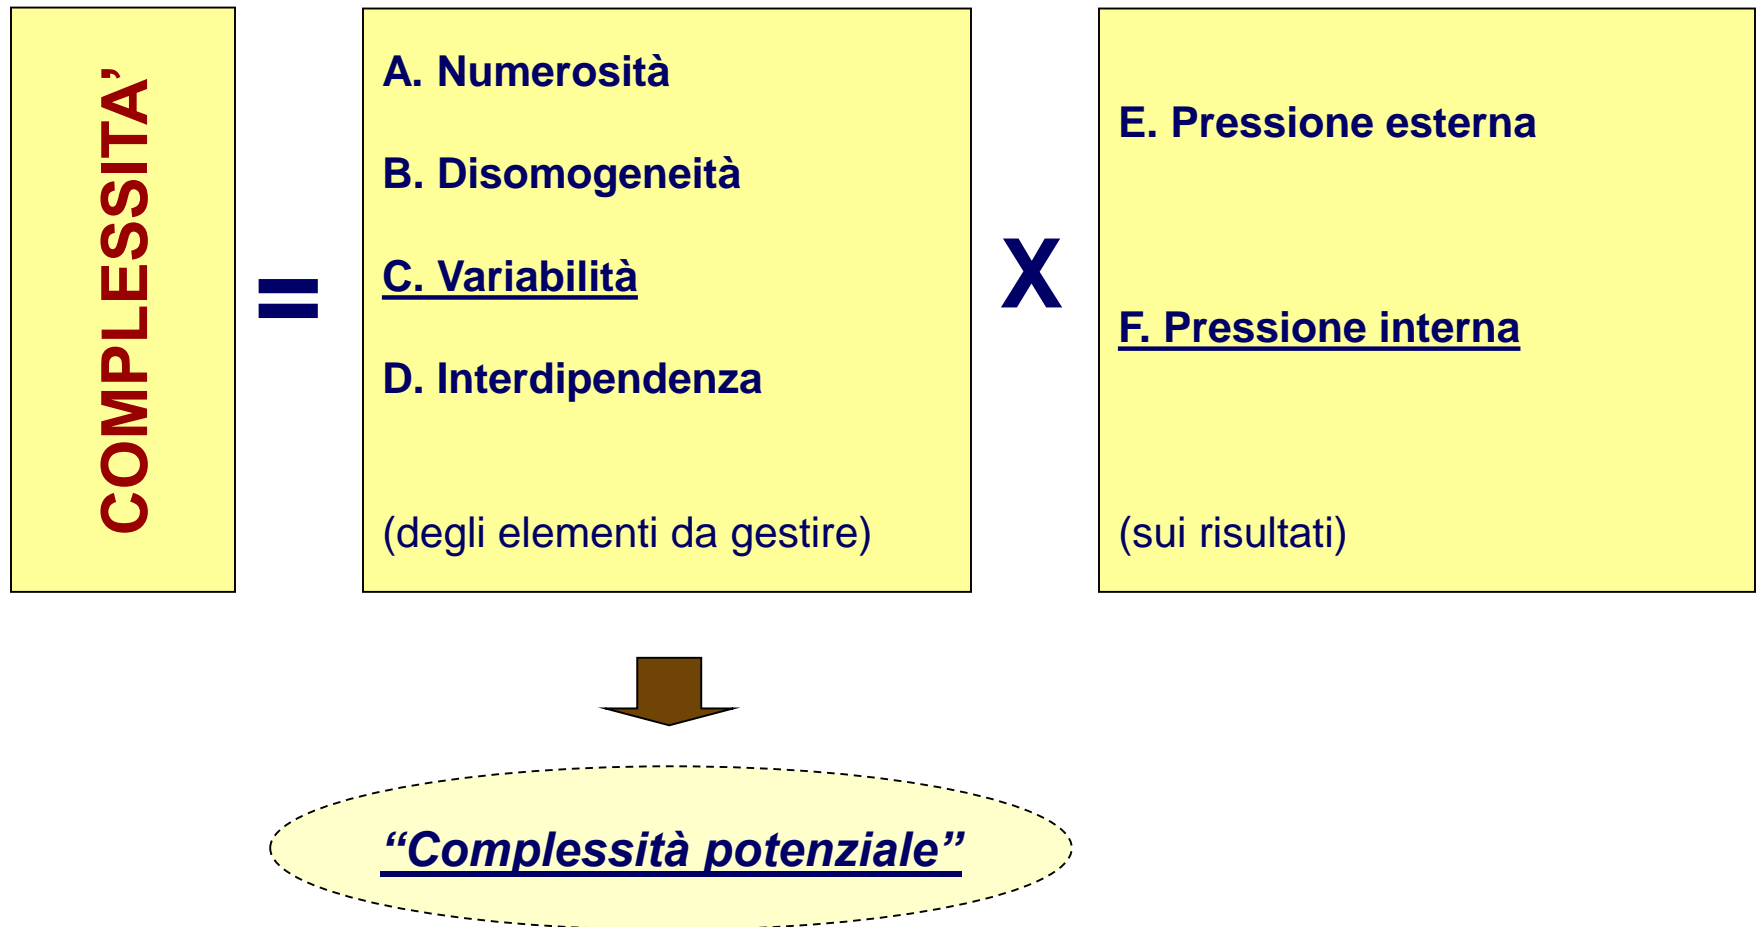 COMPLESSITA’
=
A. Numerosità
B. Disomogeneità
C. Variabilità
D. Interdipendenza
(degli elementi da gestire)
X
E. Pressione esterna
F. Pressione interna
(sui risultati)
“Complessità potenziale”